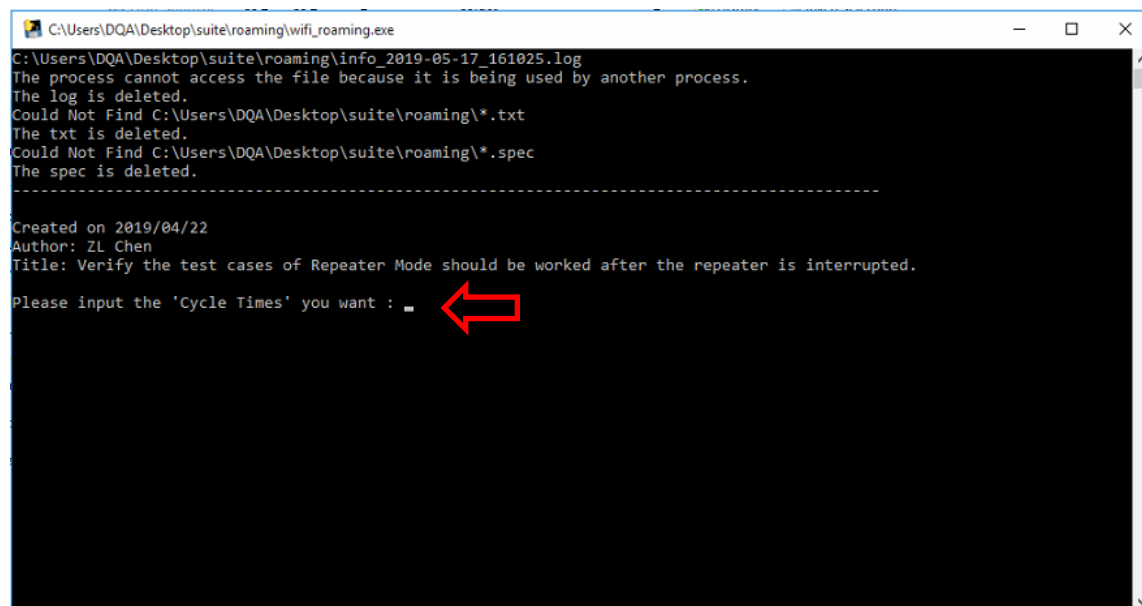 C:\Users\DQA\Desktop\suite\roaming\wifi_roaming.exe
C:\Users\DQA\Desktop\suite\roaming\info_2019-05-17_161025.log
The process cannot access the file because it is being used by another process.
The log is deleted.
Could Not Find C:\Users\DQA\Desktop\suite\roaming\*.txt
The txt is deleted.
Could Not Find C:\Users\DQA\Desktop\suite\roaming\*.spec
The spec is deleted.
----------------------------------------------------------------------------------------
Created on 2019/04/22
Author: ZL Chen
Title: Verify the test cases of Repeater Mode should be worked after the repeater is interrupted.
Please input the 'Cycle Times' you want : _